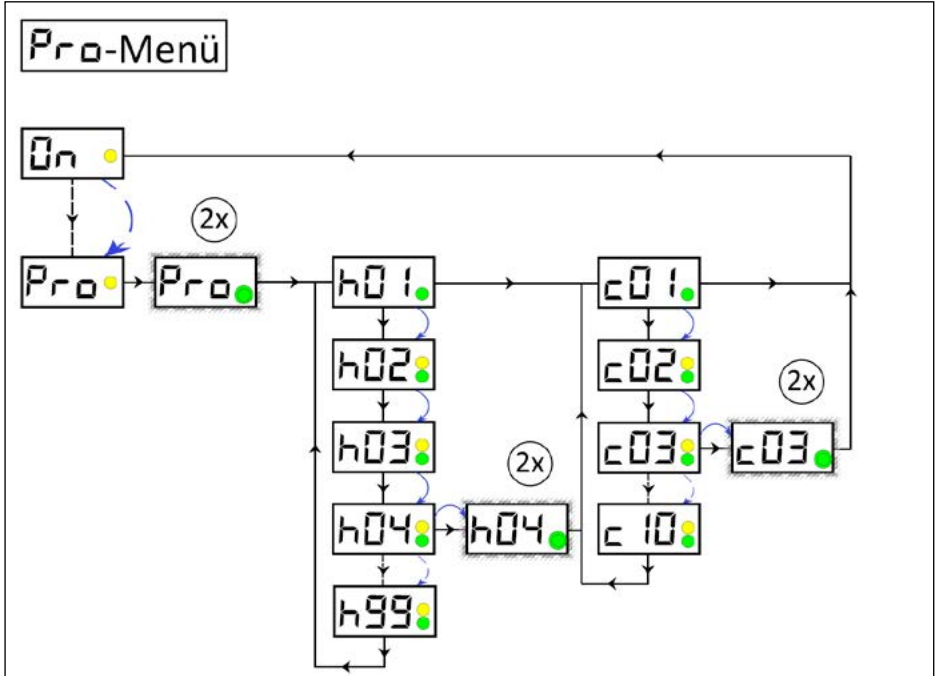 Pro-Menü
On
2x
Pro Pro h01 c01
h02 c02
2x
h03 c03 c03
2x
h04 h04 c10
h99